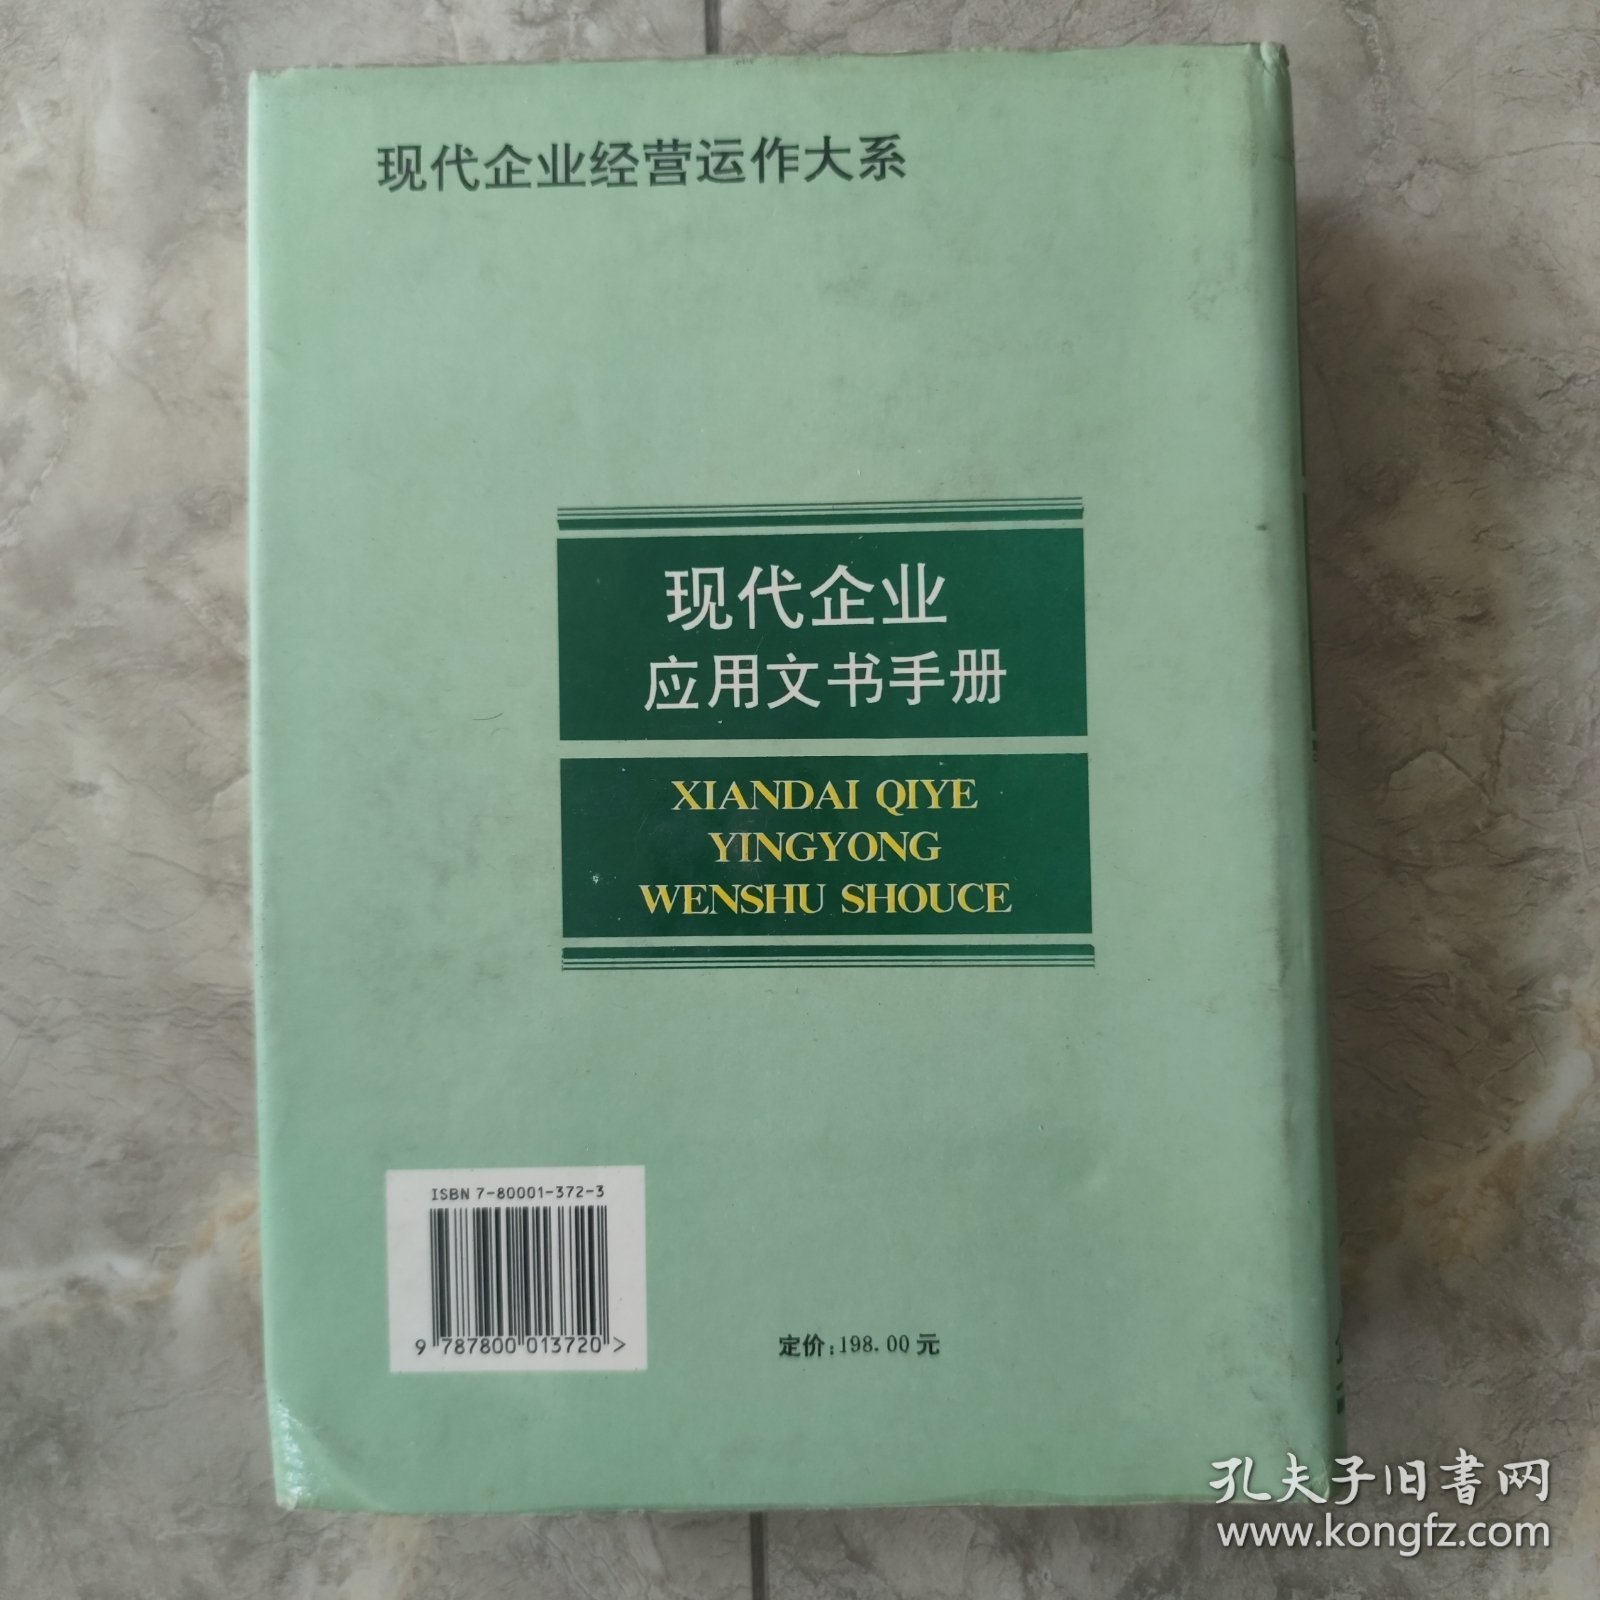 现代企业经营运作大系
现代企业
应用文书手册
XIANDAI QIYE
YINGYONG
WENSHU SHOUCE
ISBN 7-80001-372-3
9 787800 013720 >
定价:198.00元
孔夫子旧书网
www.kongfz.com